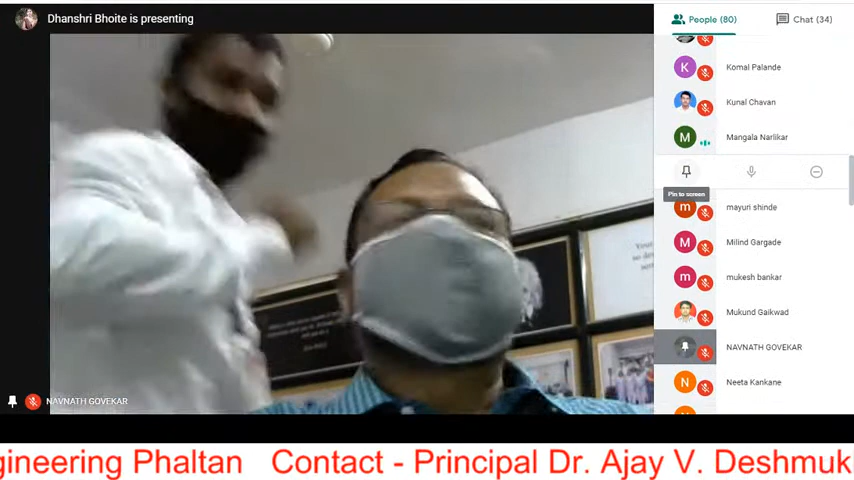 Dhanshri Bhoite is presenting
People (80)
Chat (34)
K Komal Palande
Kunal Chavan
M Mangala Narlikar
Pin to screen
m mayuri shinde
M Milind Gargade
m mukesh bankar
Mukund Gaikwad
NAVNATH GOVEKAR
N Neeta Kankane
NAVNATH GOVEKAR
gineering Phaltan Contact - Principal Dr. Ajay V. Deshmuk